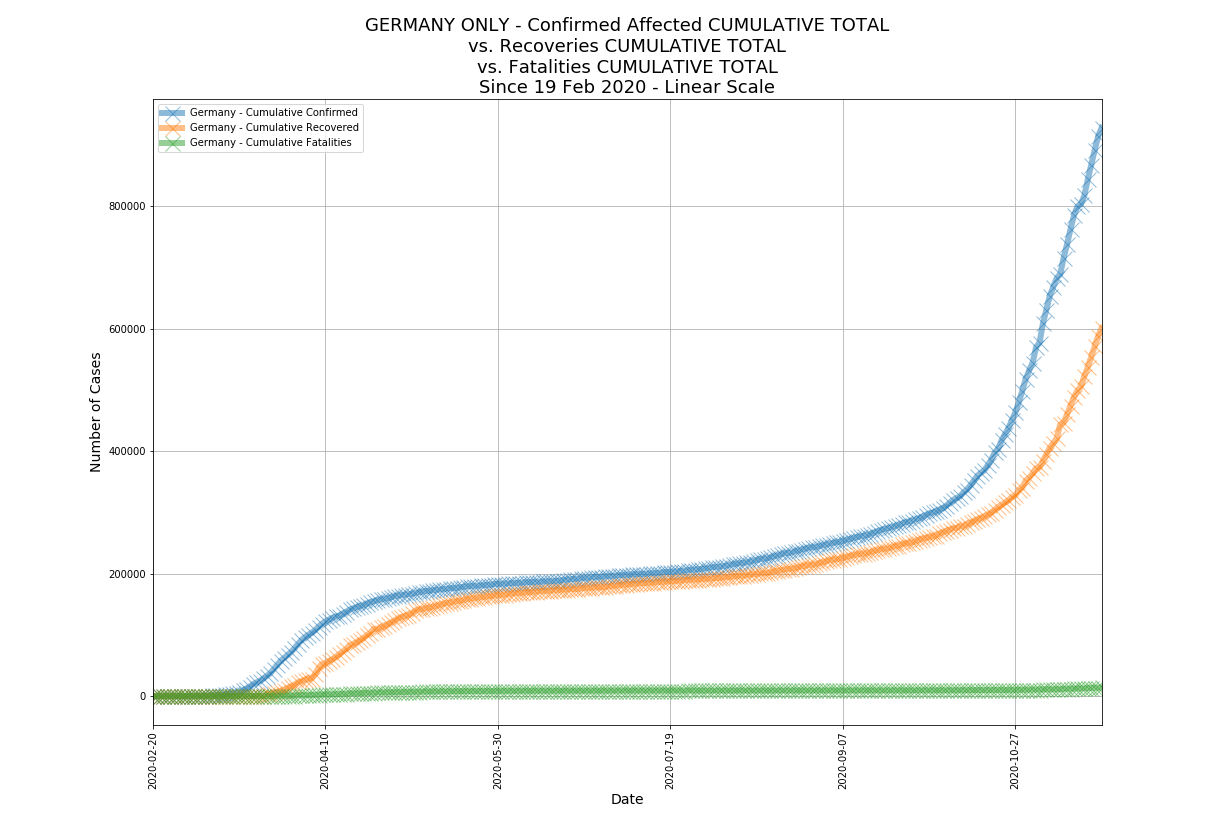 GERMANY ONLY - Confirmed Affected CUMULATIVE TOTAL
vs. Recoveries CUMULATIVE TOTAL
vs. Fatalities CUMULATIVE TOTAL
Since 19 Feb 2020 - Linear Scale
Germany - Cumulative Confirmed
Germany - Cumulative Recovered
Germany - Cumulative Fatalities
Number of Cases
800000
600000
400000
200000
0
2020-02-20
2020-04-10
2020-05-30
2020-07-19
2020-09-07
2020-10-27
Date